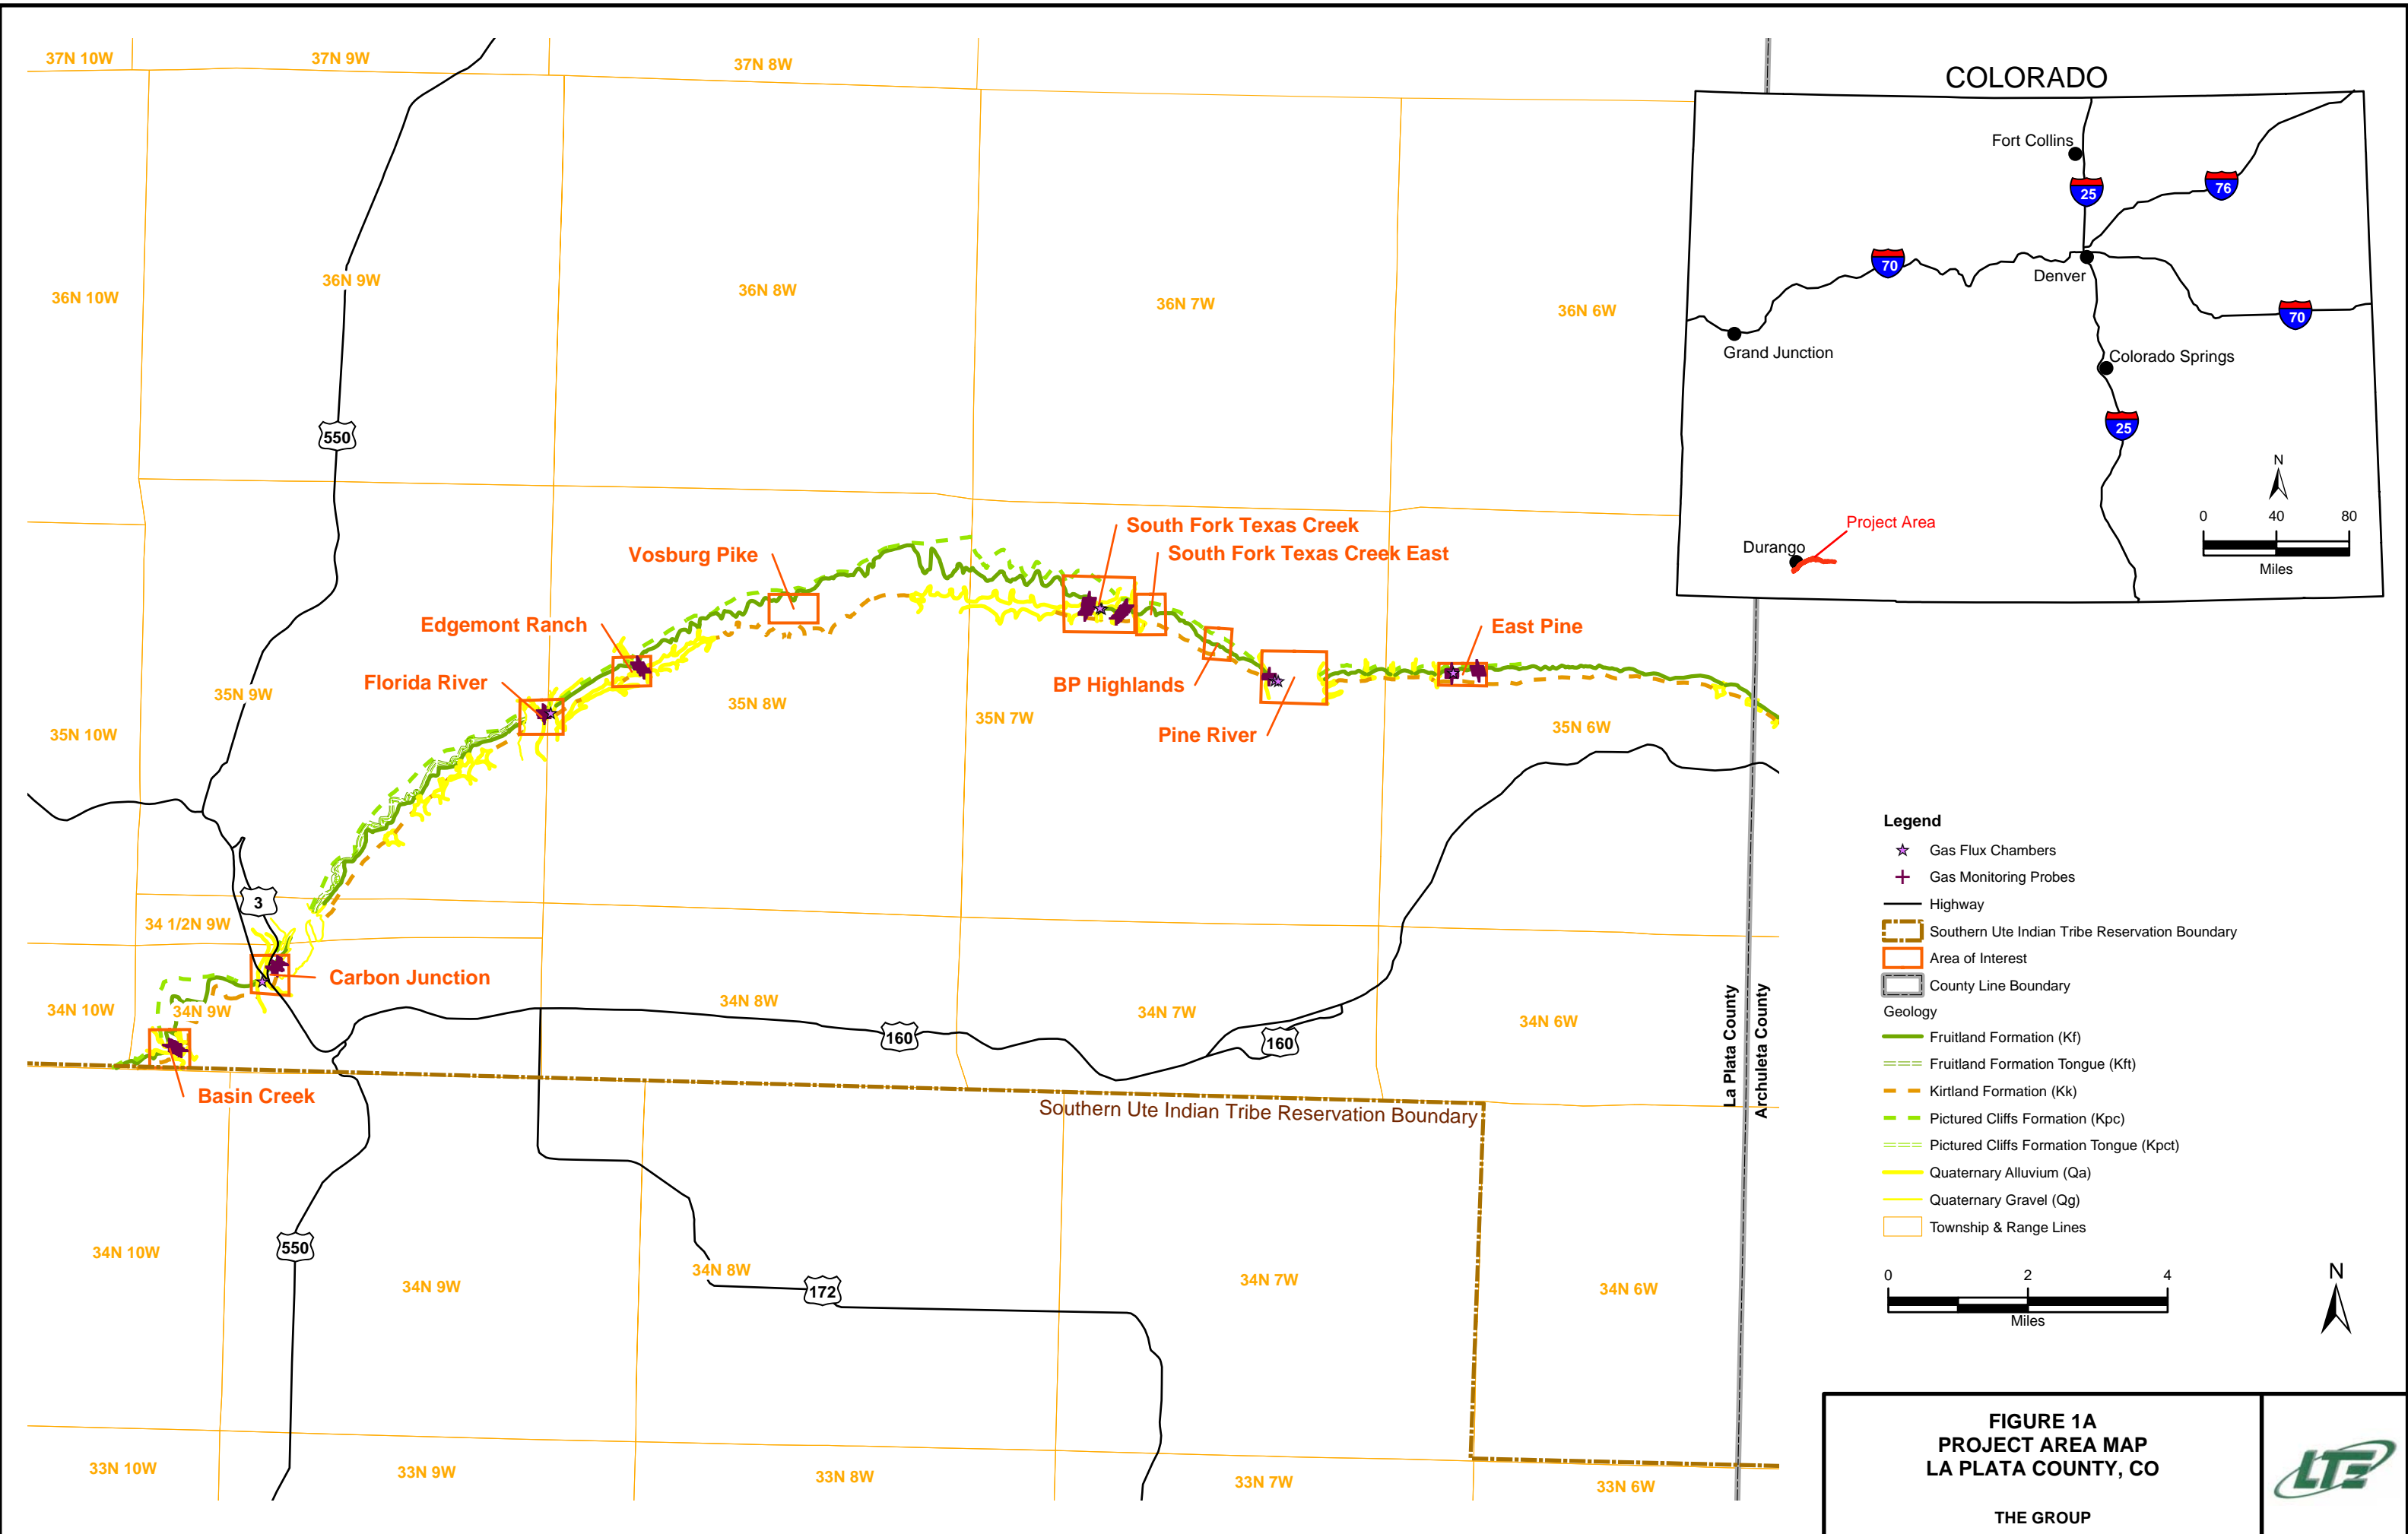 37N 10W
37N 9W
37N 8W
36N 10W
36N 9W
36N 8W
36N 7W
36N 6W
550
COLORADO
Fort Collins
25
76
70
Denver
70
Grand Junction
Colorado Springs
25
N
0 40 80
Miles
Project Area
Durango
South Fork Texas Creek
South Fork Texas Creek East
Vosburg Pike
Edgemont Ranch
East Pine
Florida River
BP Highlands
Pine River
35N 10W
35N 9W
35N 8W
35N 7W
35N 6W
3
34 1/2N 9W
Carbon Junction
34N 10W
34N 9W
34N 8W
34N 7W
34N 6W
160
160
Basin Creek
La Plata County
Archuleta County
Southern Ute Indian Tribe Reservation Boundary
34N 10W
550
34N 9W
34N 8W
172
34N 7W
34N 6W
33N 10W
33N 9W
33N 8W
33N 7W
33N 6W
Legend
Gas Flux Chambers
Gas Monitoring Probes
Highway
Southern Ute Indian Tribe Reservation Boundary
Area of Interest
County Line Boundary
Geology
Fruitland Formation (Kf)
Fruitland Formation Tongue (Kft)
Kirtland Formation (Kk)
Pictured Cliffs Formation (Kpc)
Pictured Cliffs Formation Tongue (Kpct)
Quaternary Alluvium (Qa)
Quaternary Gravel (Qg)
Township & Range Lines
0 2 4
Miles
N
FIGURE 1A
PROJECT AREA MAP
LA PLATA COUNTY, CO
THE GROUP
LTE